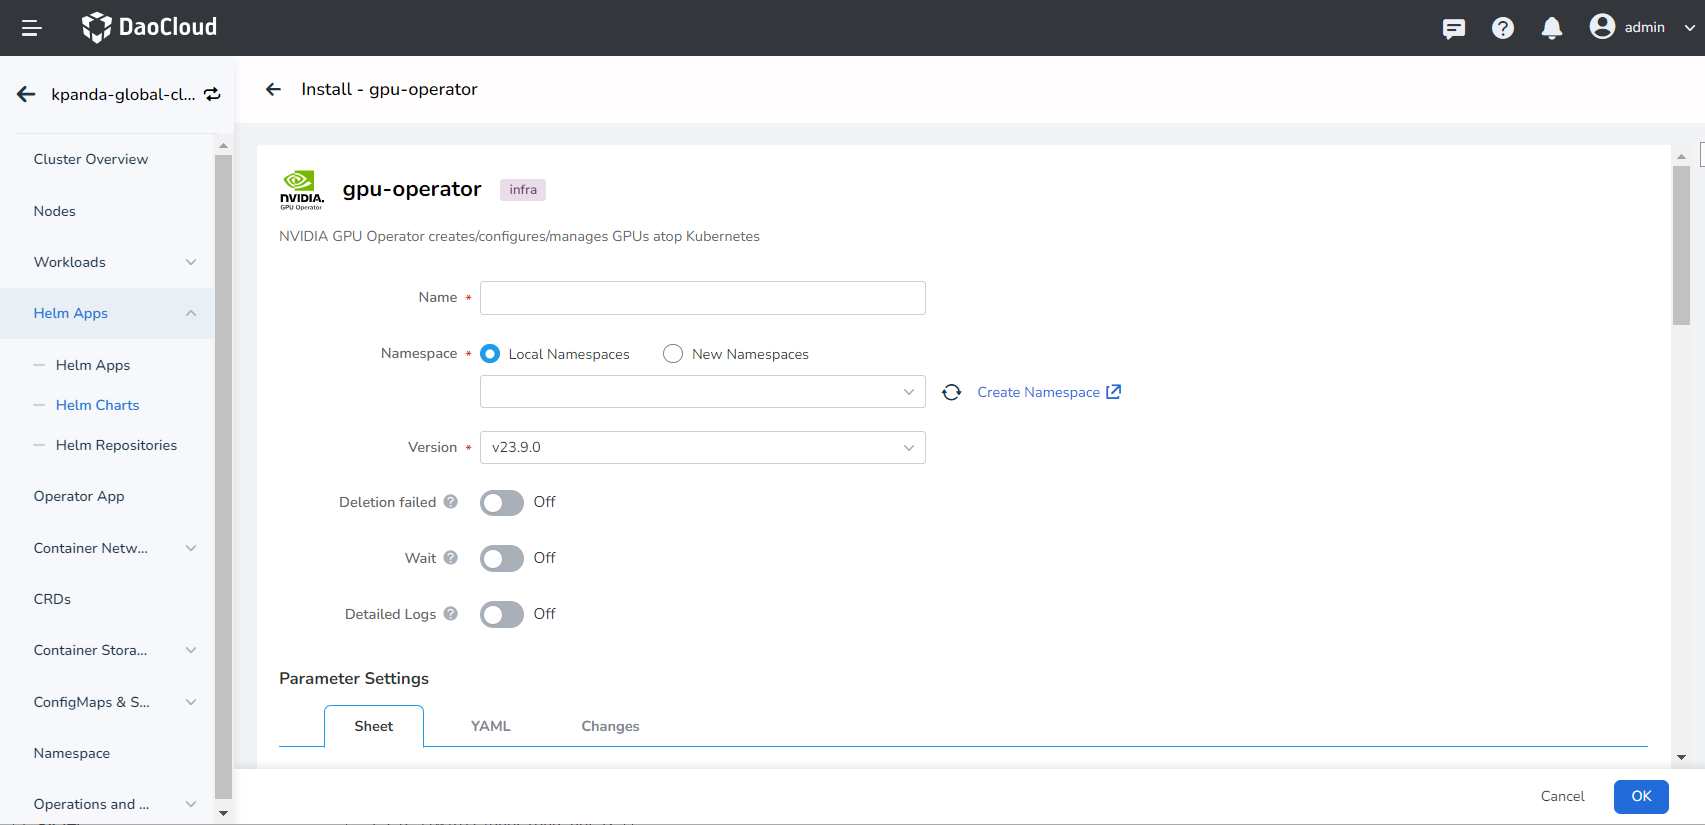 DaoCloud
admin
kpanda-global-cl...
Install - gpu-operator
Cluster Overview
Nodes
Workloads
Helm Apps
Helm Apps
Helm Charts
Helm Repositories
Operator App
Container Netw...
CRDs
Container Stora...
ConfigMaps & S...
Namespace
Operations and ...
NVIDIA.
GPU Operator
gpu-operator
infra
NVIDIA GPU Operator creates/configures/manages GPUs atop Kubernetes
Name *
Namespace * Local Namespaces New Namespaces
Create Namespace
Version * v23.9.0
Deletion failed ? Off
Wait ? Off
Detailed Logs ? Off
Parameter Settings
Sheet YAML Changes
Cancel OK